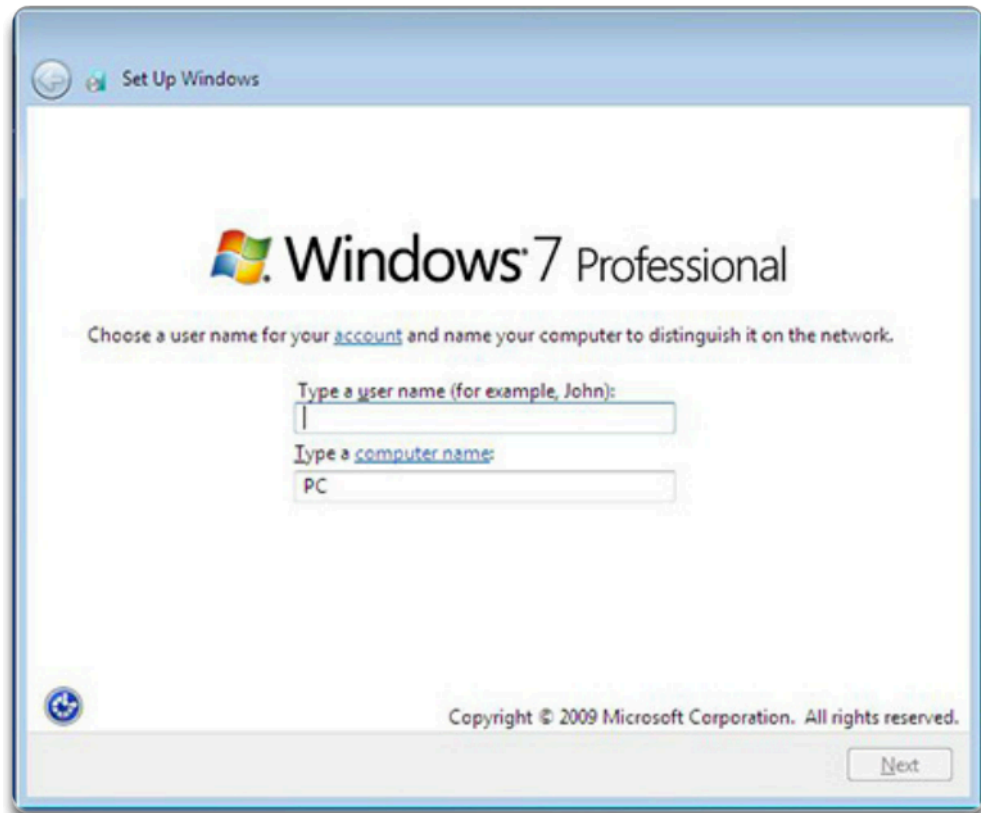 Set Up Windows
Windows 7 Professional
Choose a user name for your account and name your computer to distinguish it on the network.
Type a user name (for example, John):
Type a computer name:
PC
Copyright © 2009 Microsoft Corporation. All rights reserved.
Next